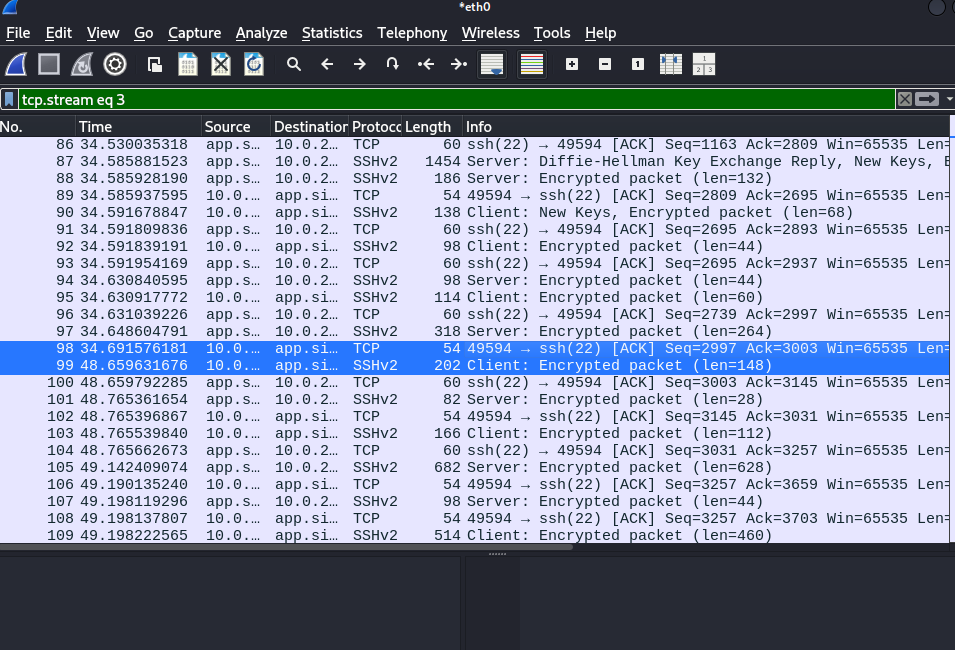 *eth0
File Edit View Go Capture Analyze Statistics Telephony Wireless Tools Help
tcp.stream eq 3
No. Time Source Destination Protoco Length Info
86 34.530035318 app.s… 10.0.2… TCP 60 ssh(22) → 49594 [ACK] Seq=1163 Ack=2809 Win=65535 Len=
87 34.585881523 app.s… 10.0.2… SSHv2 1454 Server: Diffie-Hellman Key Exchange Reply, New Keys, E
88 34.585928190 app.s… 10.0.2… SSHv2 186 Server: Encrypted packet (len=132)
89 34.585937595 10.0.… app.si… TCP 54 49594 → ssh(22) [ACK] Seq=2809 Ack=2695 Win=65535 Len=
90 34.591678847 10.0.… app.si… SSHv2 138 Client: New Keys, Encrypted packet (len=68)
91 34.591809836 app.s… 10.0.2… TCP 60 ssh(22) → 49594 [ACK] Seq=2695 Ack=2893 Win=65535 Len=
92 34.591839191 10.0.… app.si… SSHv2 98 Client: Encrypted packet (len=44)
93 34.591954169 app.s… 10.0.2… TCP 60 ssh(22) → 49594 [ACK] Seq=2695 Ack=2937 Win=65535 Len=
94 34.630840595 app.s… 10.0.2… SSHv2 98 Server: Encrypted packet (len=44)
95 34.630917772 10.0.… app.si… SSHv2 114 Client: Encrypted packet (len=60)
96 34.631039226 app.s… 10.0.2… TCP 60 ssh(22) → 49594 [ACK] Seq=2739 Ack=2997 Win=65535 Len=
97 34.648604791 app.s… 10.0.2… SSHv2 318 Server: Encrypted packet (len=264)
98 34.691576181 10.0.… app.si… TCP 54 49594 → ssh(22) [ACK] Seq=2997 Ack=3003 Win=65535 Len=
99 48.659631676 10.0.… app.si… SSHv2 202 Client: Encrypted packet (len=148)
100 48.659792285 app.s… 10.0.2… TCP 60 ssh(22) → 49594 [ACK] Seq=3003 Ack=3145 Win=65535 Len=
101 48.765361654 app.s… 10.0.2… SSHv2 82 Server: Encrypted packet (len=28)
102 48.765396867 10.0.… app.si… TCP 54 49594 → ssh(22) [ACK] Seq=3145 Ack=3031 Win=65535 Len=
103 48.765539840 10.0.… app.si… SSHv2 166 Client: Encrypted packet (len=112)
104 48.765662673 app.s… 10.0.2… TCP 60 ssh(22) → 49594 [ACK] Seq=3031 Ack=3257 Win=65535 Len=
105 49.142409074 app.s… 10.0.2… SSHv2 682 Server: Encrypted packet (len=628)
106 49.190135240 10.0.… app.si… TCP 54 49594 → ssh(22) [ACK] Seq=3257 Ack=3659 Win=65535 Len=
107 49.198119296 app.s… 10.0.2… SSHv2 98 Server: Encrypted packet (len=44)
108 49.198137807 10.0.… app.si… TCP 54 49594 → ssh(22) [ACK] Seq=3257 Ack=3703 Win=65535 Len=
109 49.198222565 10.0.… app.si… SSHv2 514 Client: Encrypted packet (len=460)